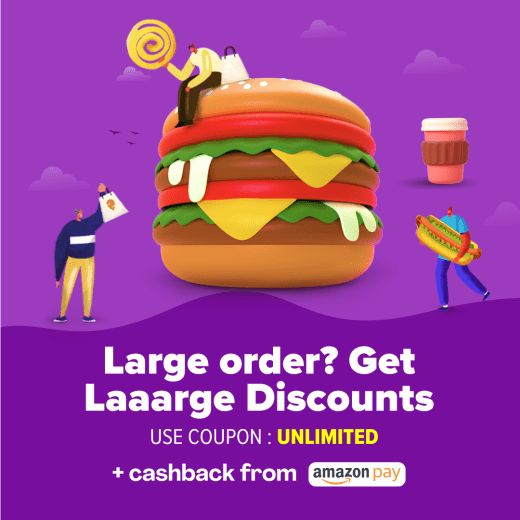 Large order? Get
Laaarge Discounts
USE COUPON : UNLIMITED
+ cashback from amazon pay